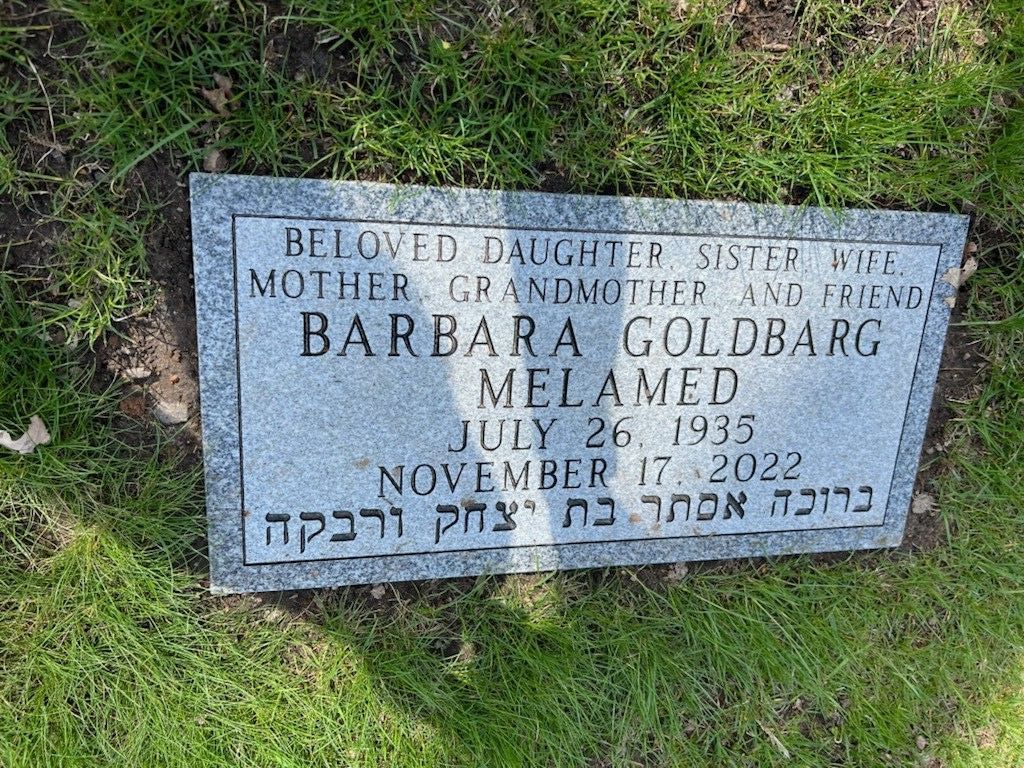 BELOVED DAUGHTER, SISTER, WIFE,
MOTHER, GRANDMOTHER, AND FRIEND
BARBARA GOLDBARG
MELAMED
JULY 26, 1935
NOVEMBER 17, 2022
ברוכה אסתר בת יצחק ורבקה